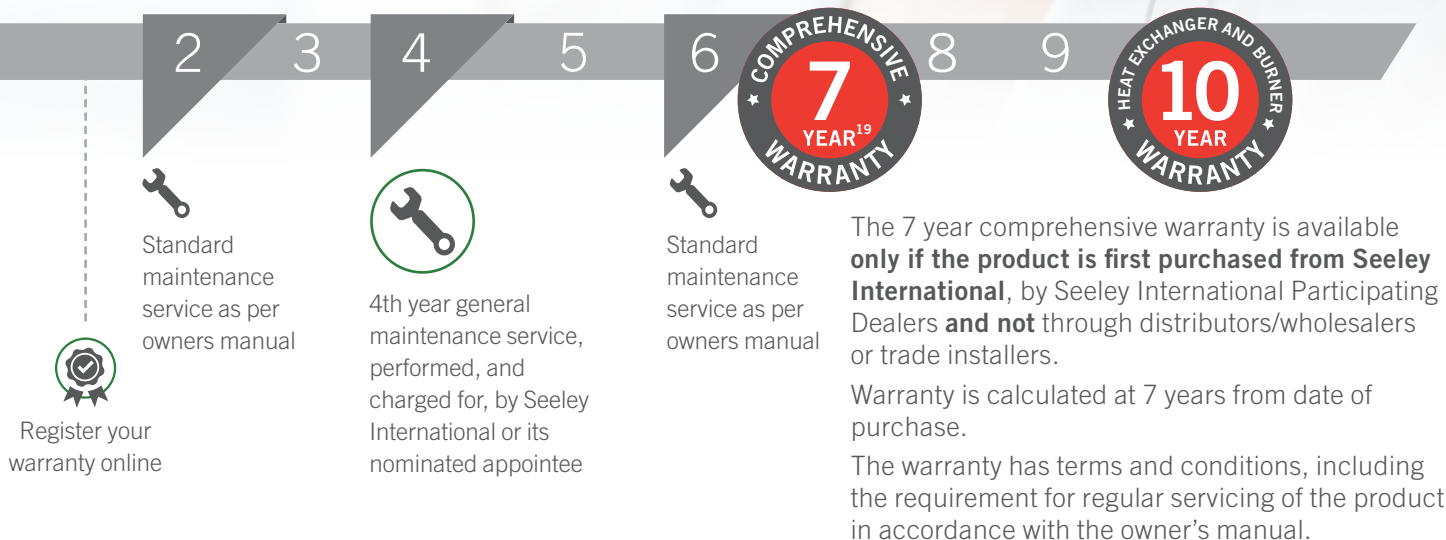 2 3 4 5 6
COMPREHENSIVE
7
YEAR19
WARRANTY
8 9
HEAT EXCHANGER AND BURNER
10
YEAR
WARRANTY
Register your
warranty online
Standard
maintenance
service as per
owners manual
4th year general
maintenance service,
performed, and
charged for, by Seeley
International or its
nominated appointee
Standard
maintenance
service as per
owners manual
The 7 year comprehensive warranty is available
only if the product is first purchased from Seeley
International, by Seeley International Participating
Dealers and not through distributors/wholesalers
or trade installers.
Warranty is calculated at 7 years from date of
purchase.
The warranty has terms and conditions, including
the requirement for regular servicing of the product
in accordance with the owner’s manual.